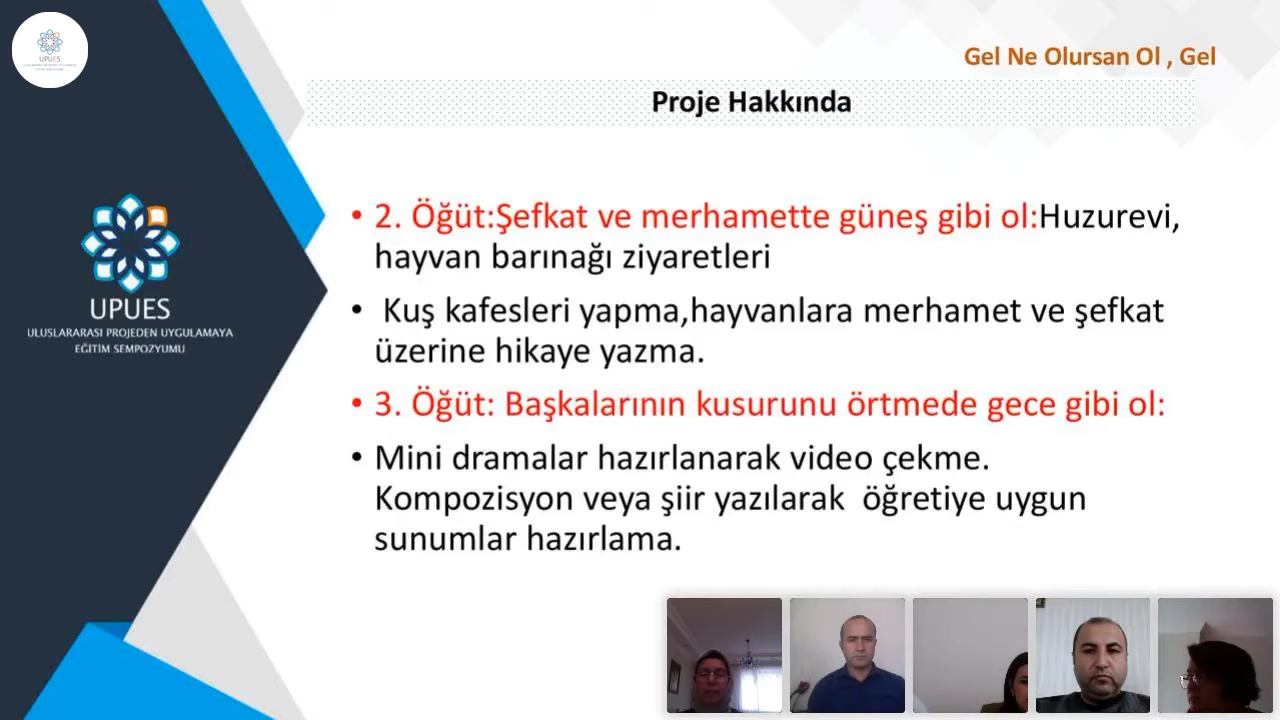 UPUES
Gel Ne Olursan Ol , Gel
Proje Hakkında
• 2. Öğüt:Şefkat ve merhamette güneş gibi ol:Huzurevi,
hayvan barınağı ziyaretleri
• Kuş kafesleri yapma,hayvanlara merhamet ve şefkat
üzerine hikaye yazma.
• 3. Öğüt: Başkalarının kusurunu örtmede gece gibi ol:
• Mini dramalar hazırlanarak video çekme.
Kompozisyon veya şiir yazılarak öğretiye uygun
sunumlar hazırlama.
UPUES
ULUSLARARASI PROJEDEN UYGULAMAYA
EĞİTİM SEMPOZYUMU